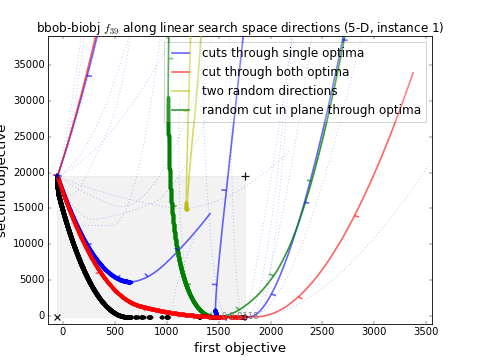 bbob-biobj f39 along linear search space directions (5-D, instance 1)
cuts through single optima
cut through both optima
two random directions
random cut in plane through optima
second objective
35000
30000
25000
20000
15000
10000
5000
0
0 500 1000 1500 2000 2500 3000 3500
first objective